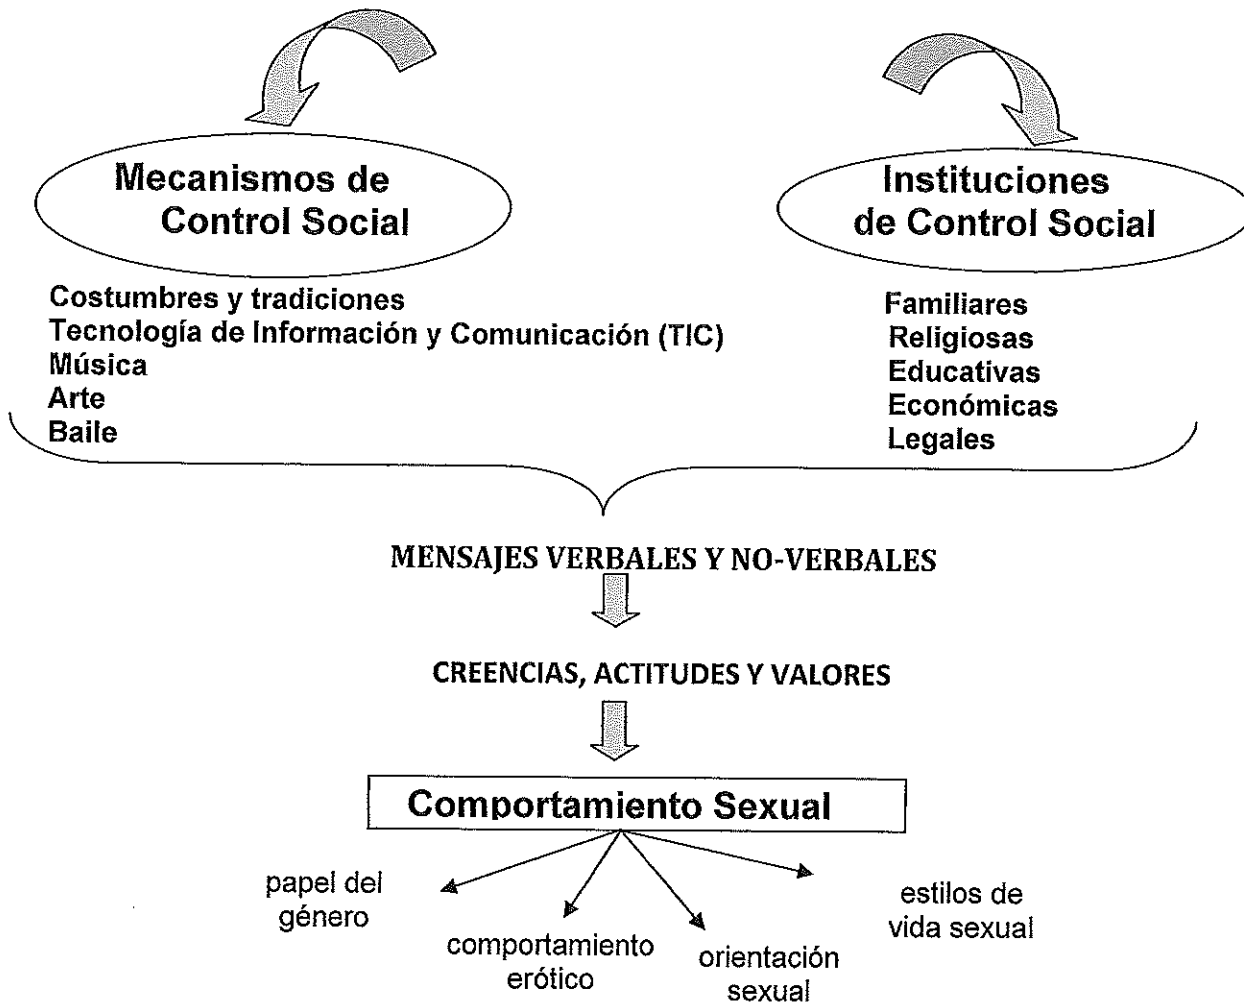 Mecanismos de
Control Social
Costumbres y tradiciones
Tecnología de Información y Comunicación (TIC)
Música
Arte
Baile
Instituciones
de Control Social
Familiares
Religiosas
Educativas
Económicas
Legales
MENSAJES VERBALES Y NO-VERBALES
CREENCIAS, ACTITUDES Y VALORES
Comportamiento Sexual
papel del
género
comportamiento
erótico
orientación
sexual
estilos de
vida sexual